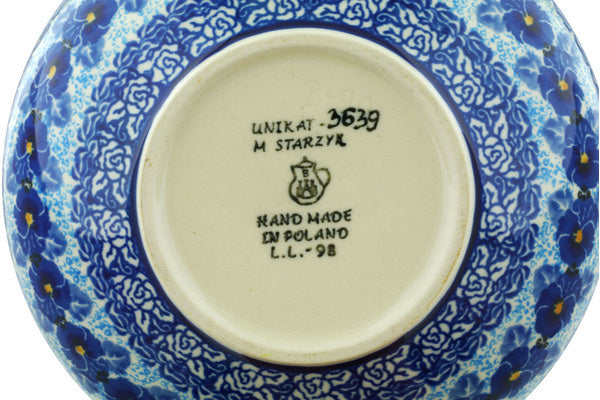 UNIKAT - 3639
M STARZYK
B
HAND MADE
IN POLAND
L.L.-98